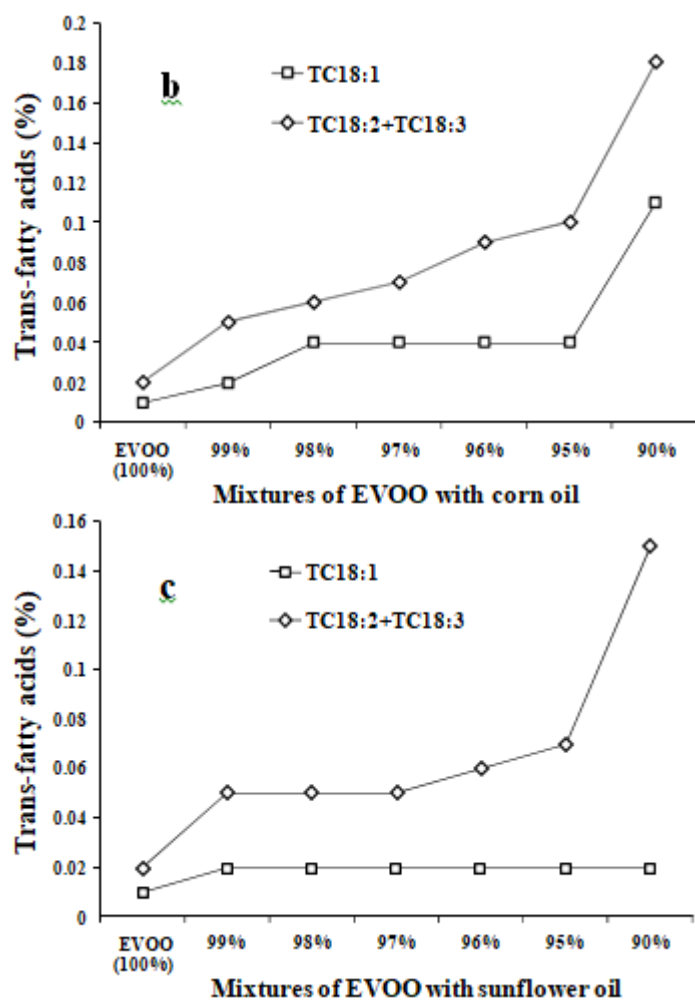 0.2
0.18
0.16
0.14
0.12
0.1
0.08
0.06
0.04
0.02
0
Trans-fatty acids (%)
b
TC18:1
TC18:2+TC18:3
EVOO (100%)
99%
98%
97%
96%
95%
90%
Mixtures of EVOO with corn oil
0.16
0.14
0.12
0.1
0.08
0.06
0.04
0.02
0
Trans-fatty acids (%)
c
TC18:1
TC18:2+TC18:3
EVOO (100%)
99%
98%
97%
96%
95%
90%
Mixtures of EVOO with sunflower oil